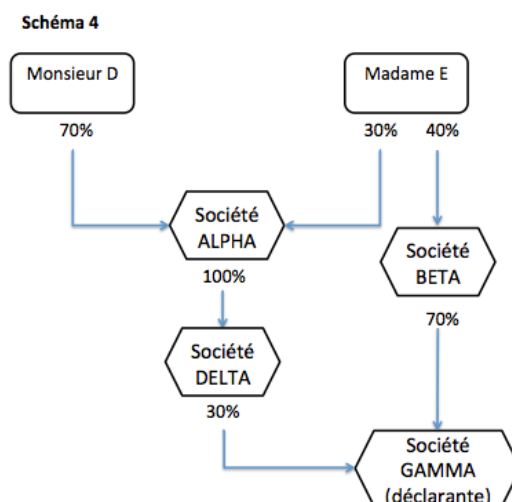 Schéma 4
Monsieur D
Madame E
70%
30%
40%
Société
ALPHA
100%
Société
BETA
70%
Société
DELTA
30%
Société
GAMMA
(déclarante)